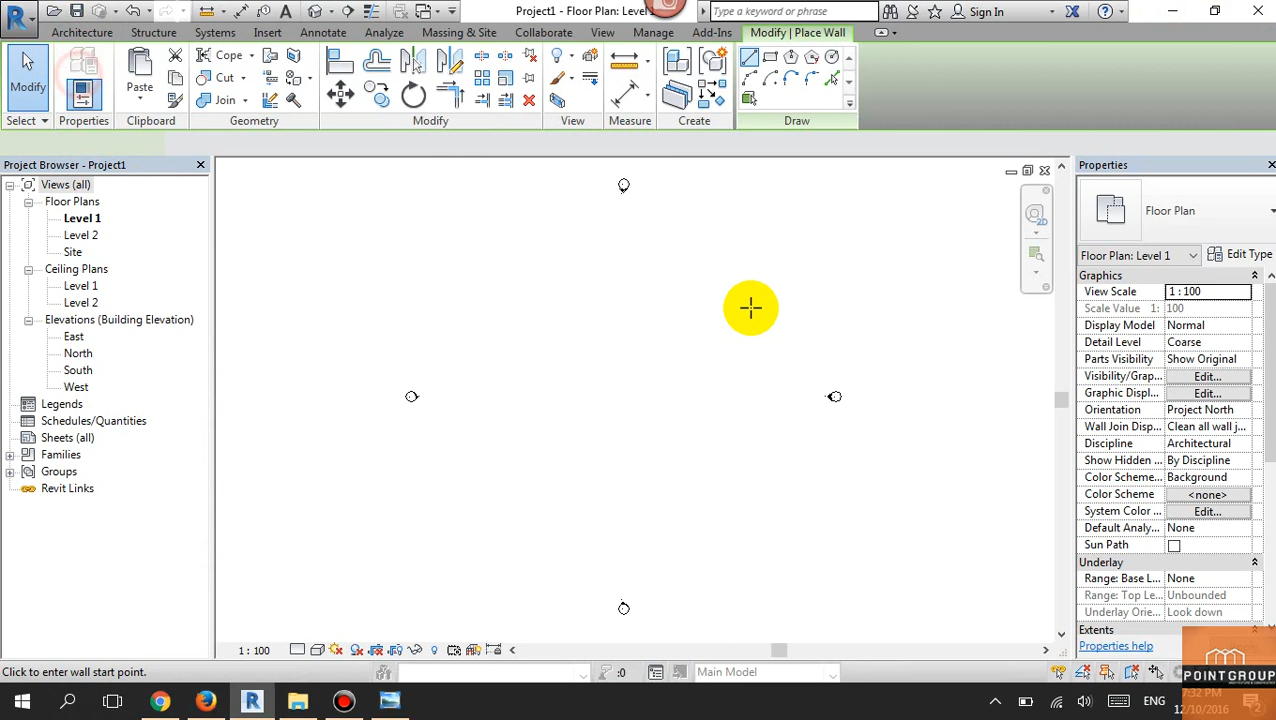 Project1 - Floor Plan: Level
Type a keyword or phrase
Sign In
Architecture
Structure
Systems
Insert
Annotate
Analyze
Massing & Site
Collaborate
View
Manage
Add-Ins
Modify | Place Wall
Modify
Paste
Cope
Cut
Join
Select
Properties
Clipboard
Geometry
Modify
View
Measure
Create
Draw
Project Browser - Project1
Views (all)
Floor Plans
Level 1
Level 2
Site
Ceiling Plans
Level 1
Level 2
Elevations (Building Elevation)
East
North
South
West
Legends
Schedules/Quantities
Sheets (all)
Families
Groups
Revit Links
2D
Properties
Floor Plan
Floor Plan: Level 1
Edit Type
Graphics
View Scale 1 : 100
Scale Value 1: 100
Display Model Normal
Detail Level Coarse
Parts Visibility Show Original
Visibility/Grap... Edit...
Graphic Displ... Edit...
Orientation Project North
Wall Join Disp... Clean all wall j...
Discipline Architectural
Show Hidden ... By Discipline
Color Scheme... Background
Color Scheme <none>
System Color ... Edit...
Default Analy... None
Sun Path
Underlay
Range: Base L... None
Range: Top Le... Unbounded
Underlay Orie... Look down
Extents
Properties help
1 : 100
Click to enter wall start point.
:0
Main Model
POINTGROUP
ENG
7:32 PM
12/10/2016